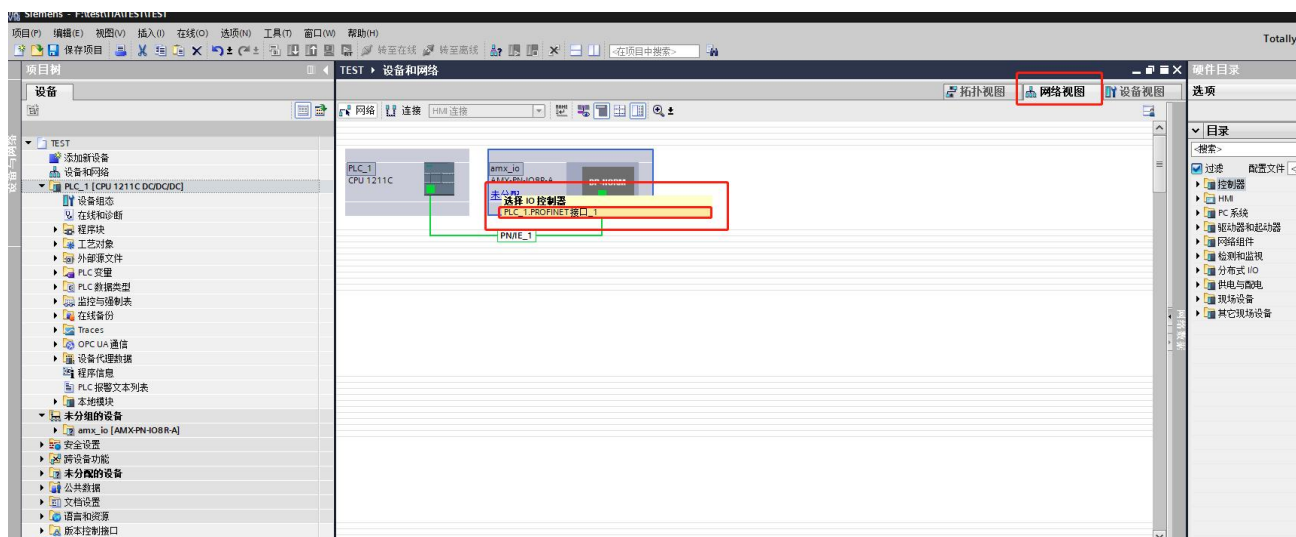 Siemens - F:\test\TIA\TEST\TEST
项目(P) 编辑(E) 视图(V) 插入(I) 在线(O) 选项(N) 工具(T) 窗口(W) 帮助(H)
保存项目 转至在线 转至离线 <在项目中搜索>
Totally
项目树
TEST 设备和网络
硬件目录
设备
拓扑视图 网络视图 设备视图
选项
网络 连接 HMI 连接
目录
<搜索>
过滤 配置文件
TEST
添加新设备
设备和网络
PLC_1 [CPU 1211C DC/DC/DC]
设备组态
在线和诊断
程序块
工艺对象
外部源文件
PLC 变量
PLC 数据类型
监控与强制表
在线备份
Traces
OPC UA 通信
设备代理数据
程序信息
PLC 报警文本列表
本地模块
未分组的设备
amx_io [AMX-PN-IO8R-A]
安全设置
跨设备功能
未分配的设备
公共数据
文档设置
语言和资源
版本控制接口
PLC_1
CPU 1211C
amx_io
AMX-PN-IO8R-A
DP-NORM
未分配
选择 IO 控制器
PLC_1.PROFINET 接口_1
PN/IE_1
控制器
HMI
PC 系统
驱动器和起动器
网络组件
检测和监视
分布式 I/O
供电与配电
现场设备
其它现场设备